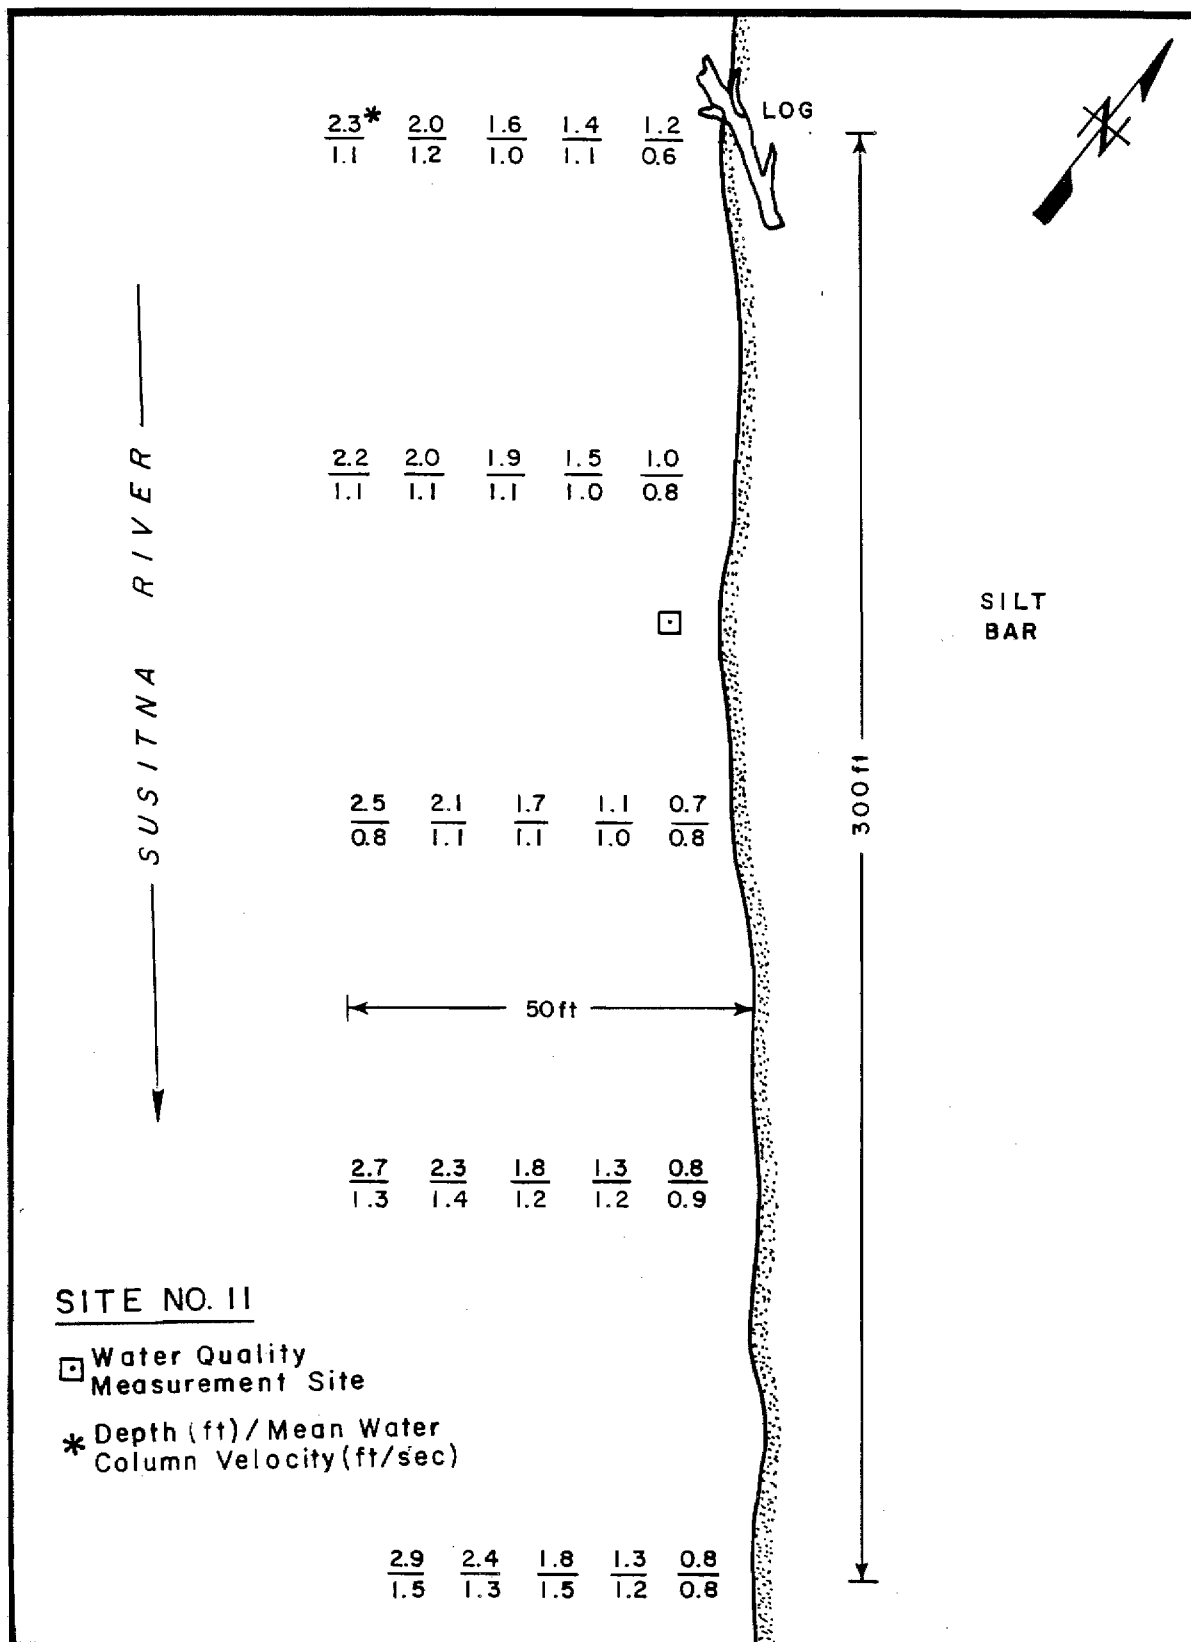 2.3* 2.0 1.6 1.4 1.2
1.1 1.2 1.0 1.1 0.6
LOG
N
2.2 2.0 1.9 1.5 1.0
1.1 1.1 1.1 1.0 0.8
SUSITNA RIVER
SILT
BAR
2.5 2.1 1.7 1.1 0.7
0.8 1.1 1.1 1.0 0.8
300ft
50ft
2.7 2.3 1.8 1.3 0.8
1.3 1.4 1.2 1.2 0.9
SITE NO. 11
Water Quality
Measurement Site
* Depth (ft)/Mean Water
Column Velocity (ft/sec)
2.9 2.4 1.8 1.3 0.8
1.5 1.3 1.5 1.2 0.8